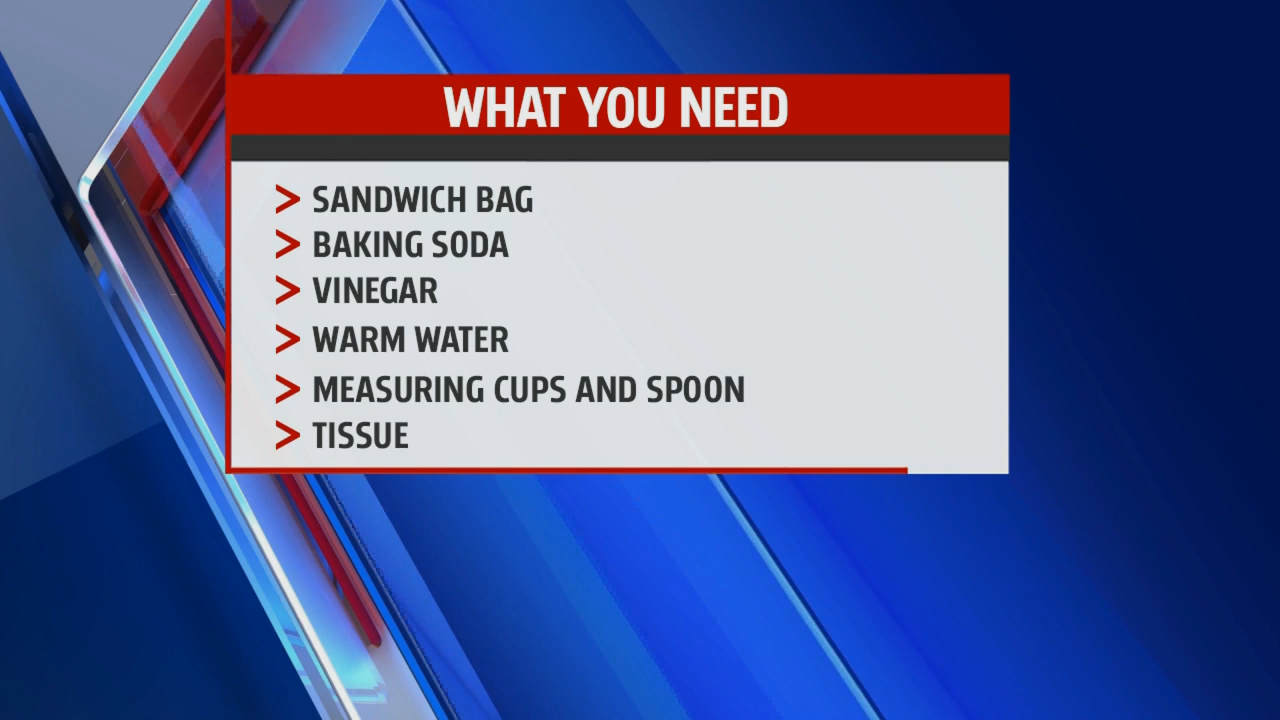 WHAT YOU NEED
> SANDWICH BAG
> BAKING SODA
> VINEGAR
> WARM WATER
> MEASURING CUPS AND SPOON
> TISSUE